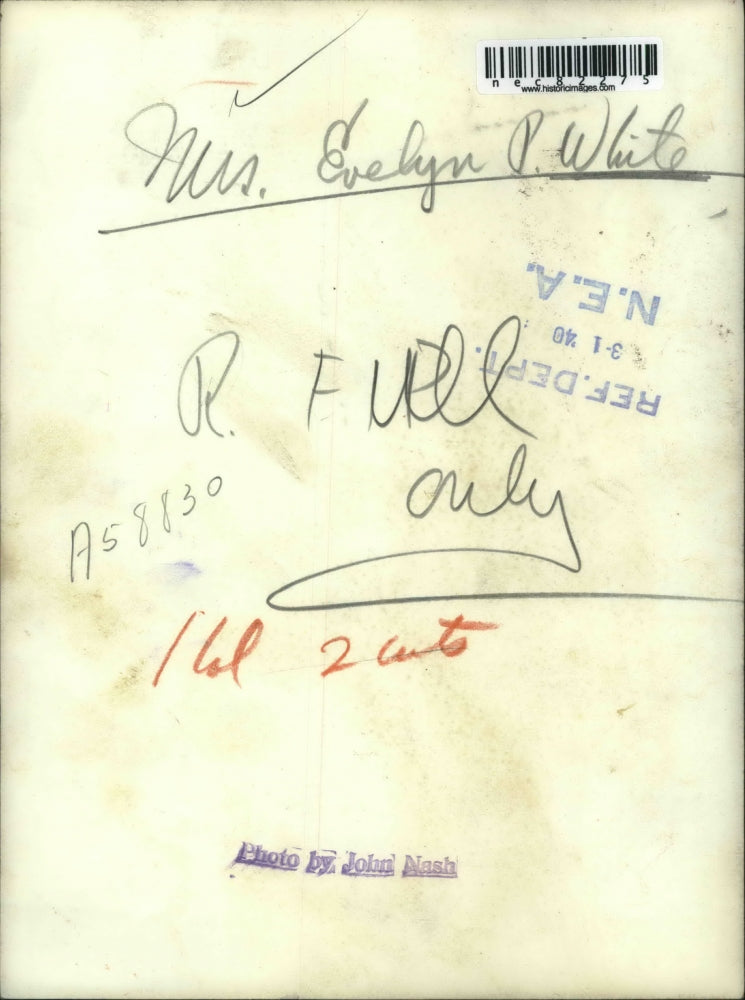 nec82275
www.historicimages.com
Mrs. Evelyn P. White
N.E.A.
3-1 '40
REF. DEPT.
R. F
only
A58830
1 Col 2 cuts
Photo by John Nash